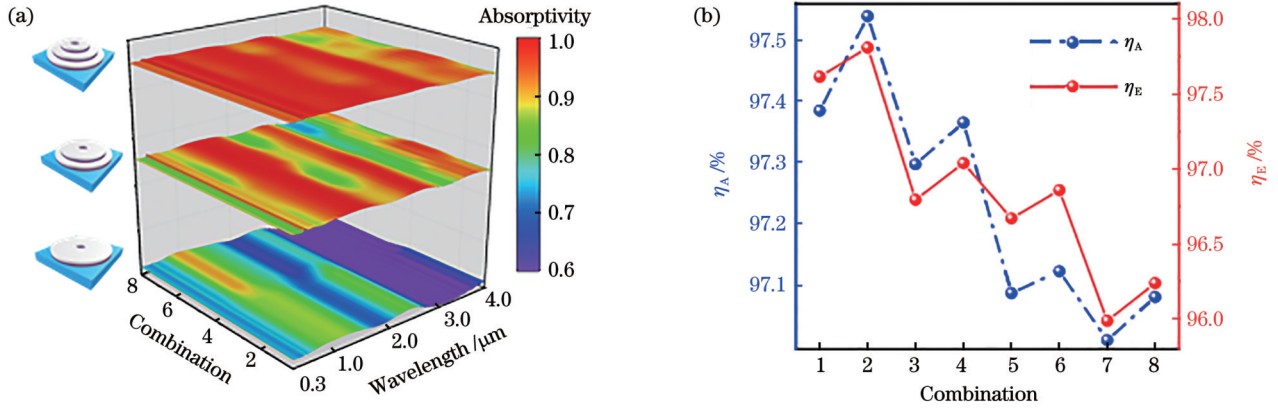 (a)
Absorptivity
1.0
0.9
0.8
0.7
0.6
8
6
4
2
Combination
0.3
1.0
2.0
3.0
4.0
Wavelength /μm
(b)
97.5
97.4
97.3
97.2
97.1
η_A /%
η_A
η_E
98.0
97.5
97.0
96.5
96.0
η_E /%
1 2 3 4 5 6 7 8
Combination